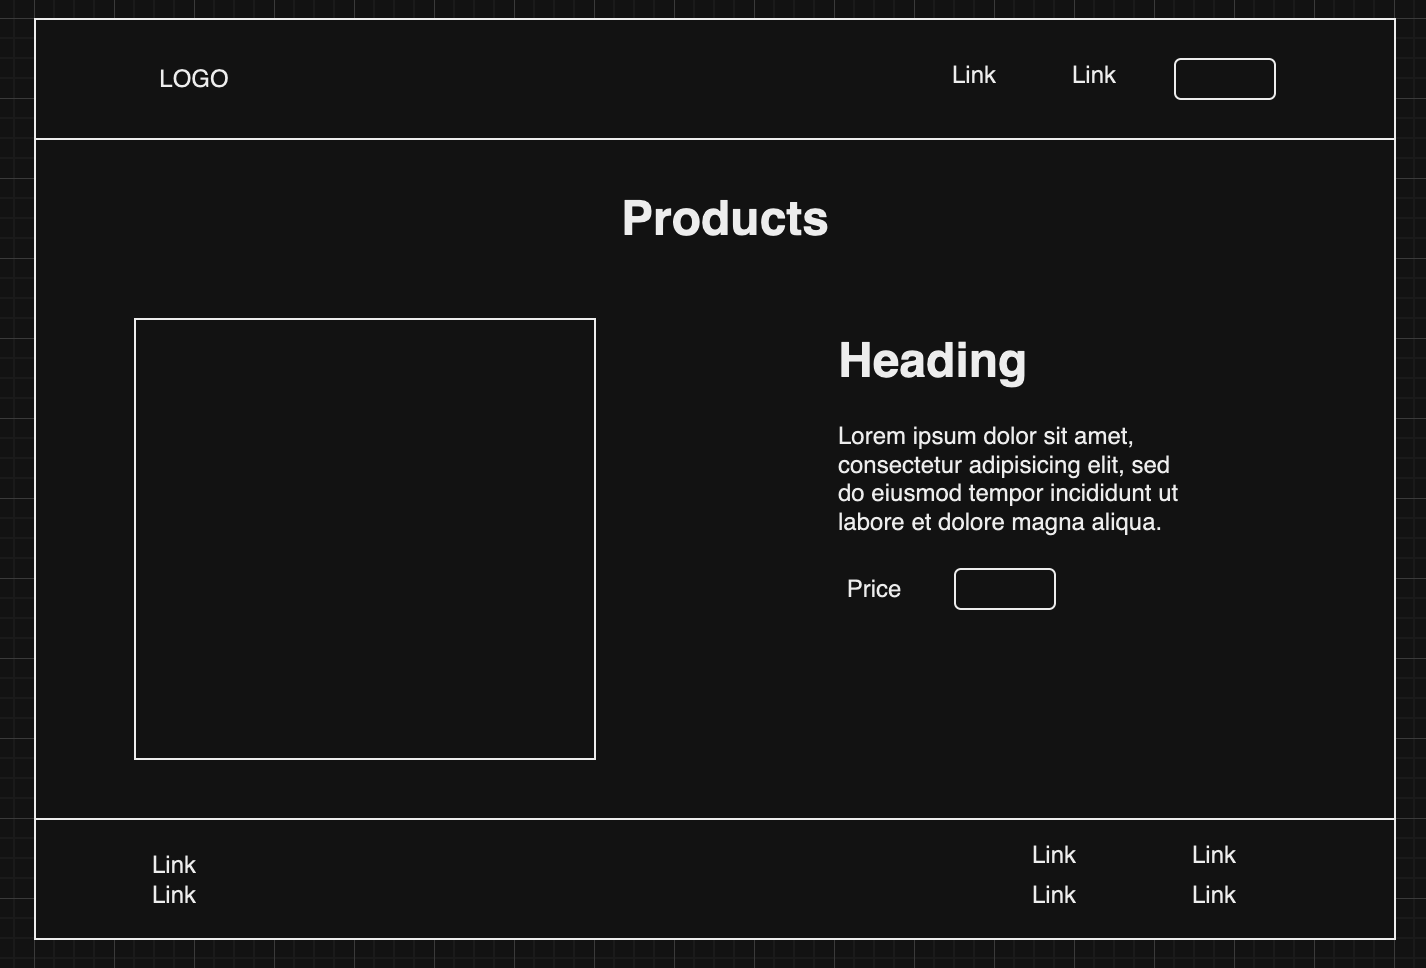 LOGO
Link
Link
Products
Heading
Lorem ipsum dolor sit amet,
consectetur adipisicing elit, sed
do eiusmod tempor incididunt ut
labore et dolore magna aliqua.
Price
Link
Link
Link
Link
Link
Link